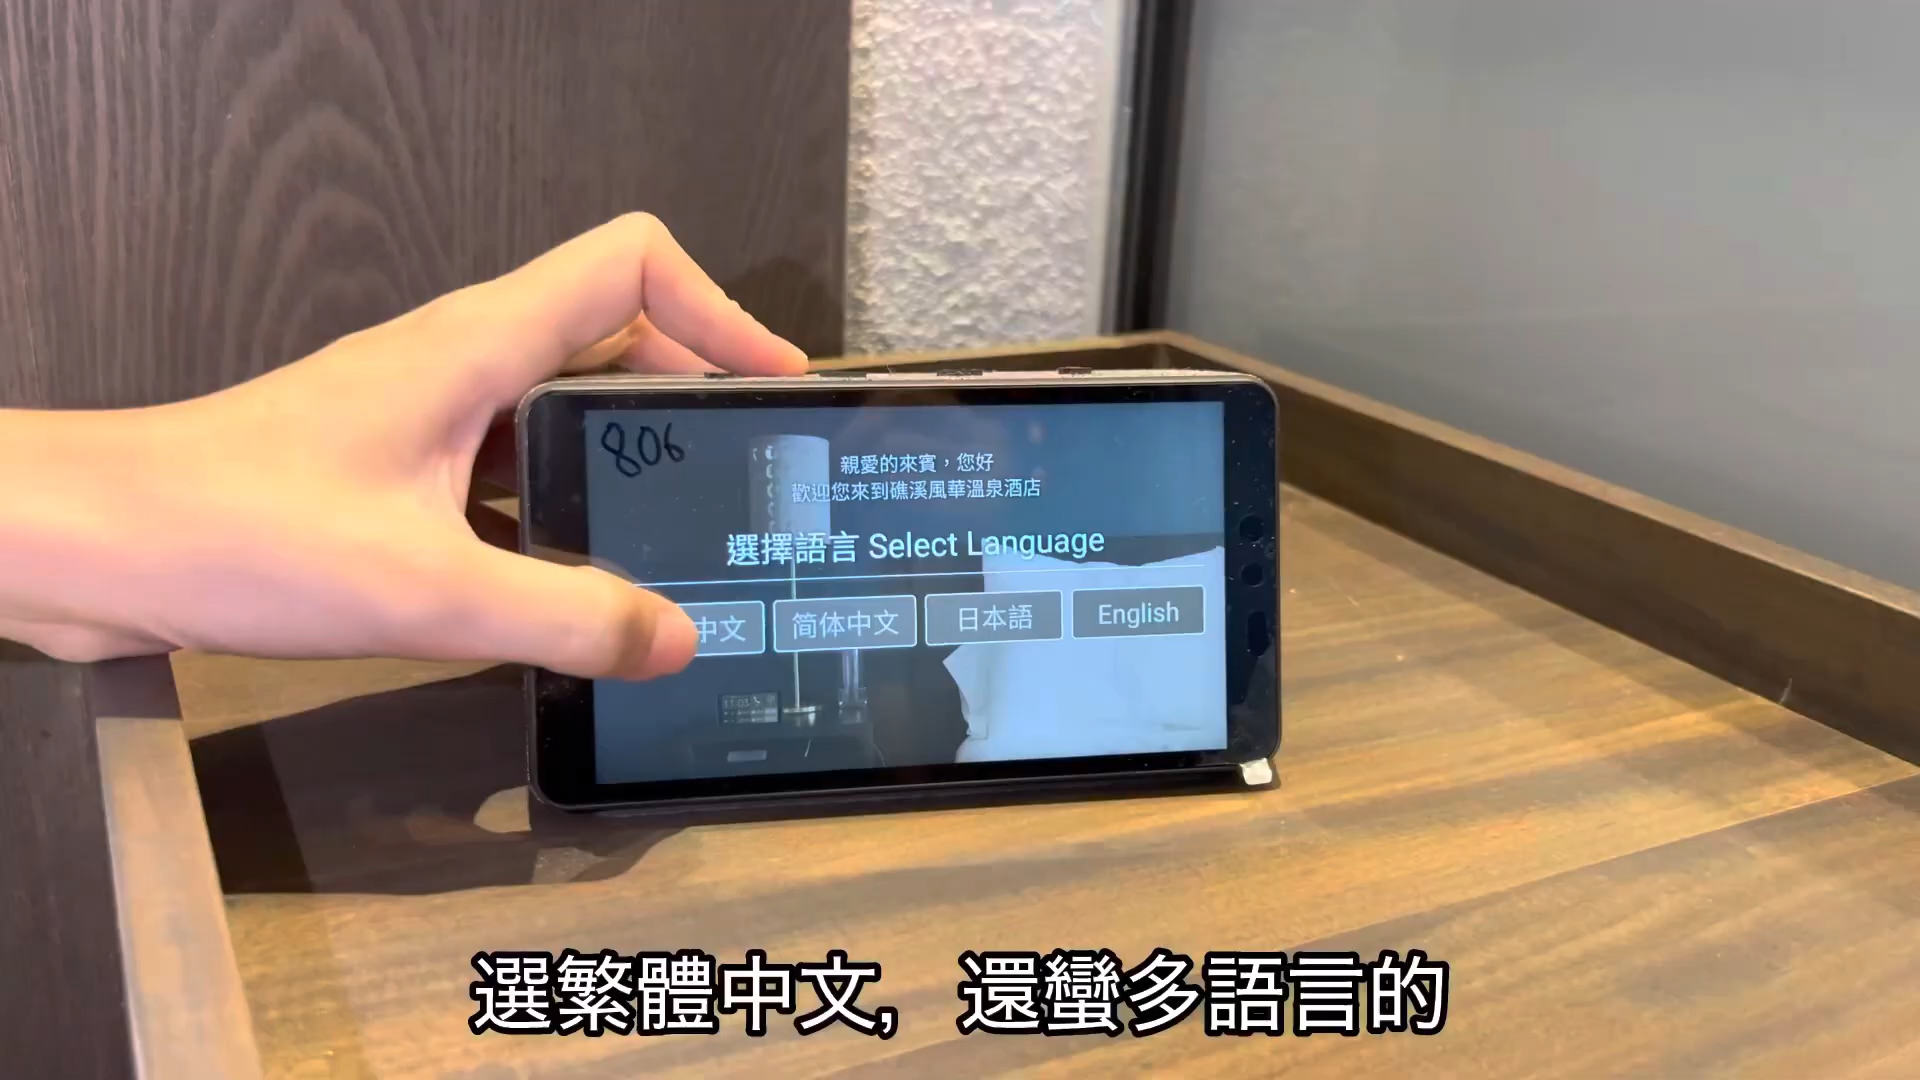 806
親愛的來賓，您好
歡迎您來到礁溪風華溫泉酒店
選擇語言 Select Language
中文
简体中文
日本語
English
選繁體中文, 還蠻多語言的